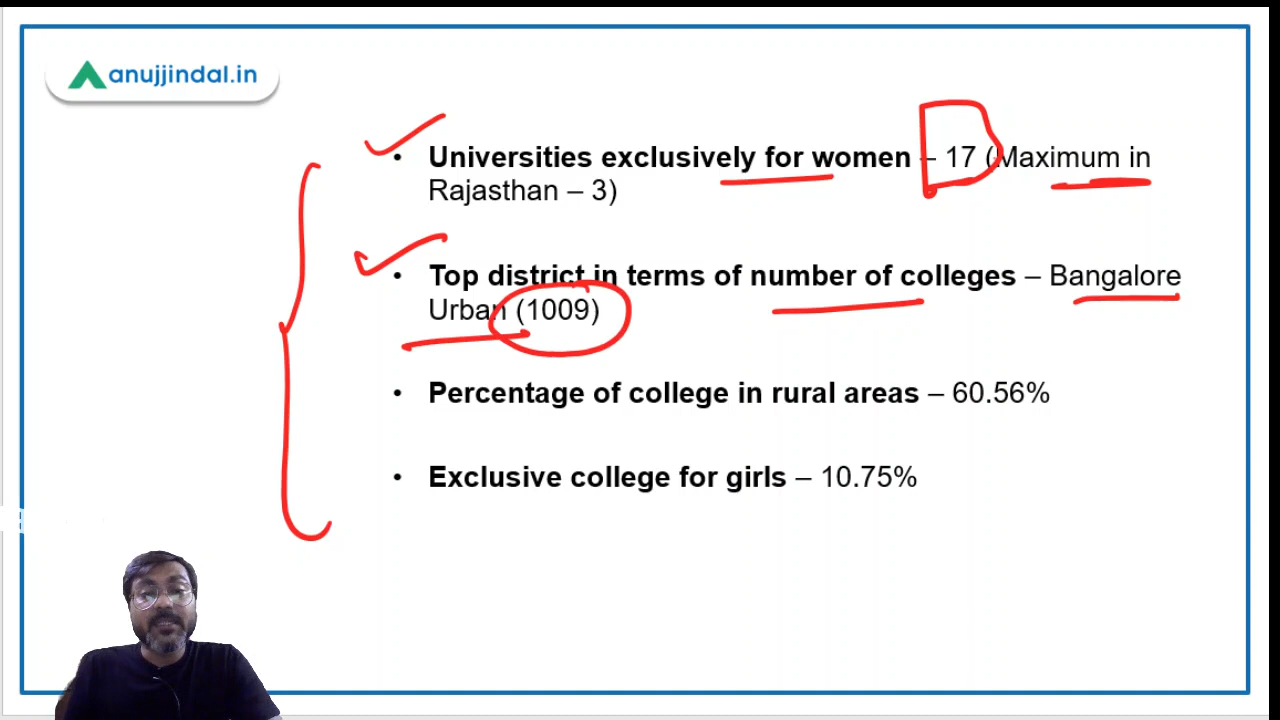 anujjindal.in
• Universities exclusively for women – 17 (Maximum in
Rajasthan – 3)
• Top district in terms of number of colleges – Bangalore
Urban (1009)
• Percentage of college in rural areas – 60.56%
• Exclusive college for girls – 10.75%